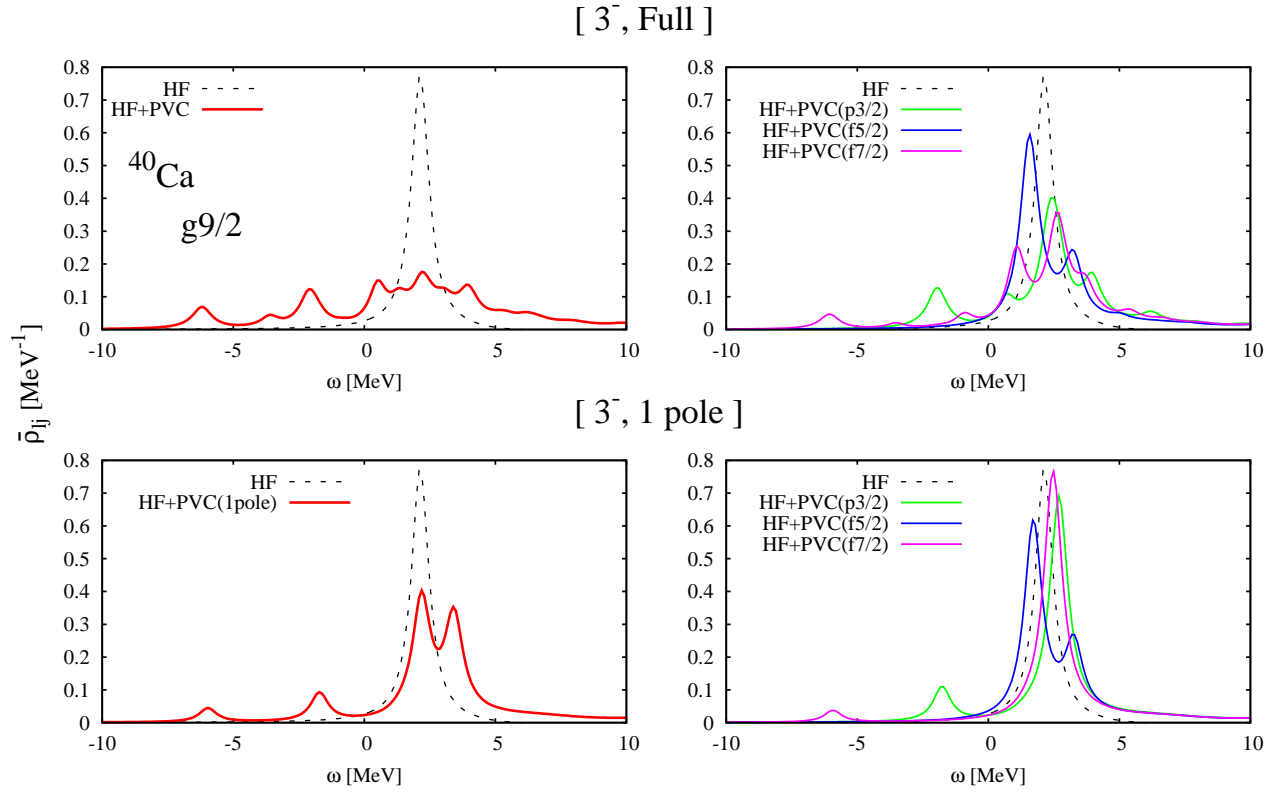 [ 3⁻, Full ]
0.8
0.7
0.6
0.5
0.4
0.3
0.2
0.1
0
-10
-5
0
5
10
ω [MeV]
HF
HF+PVC
⁴⁰Ca
g9/2
0.8
0.7
0.6
0.5
0.4
0.3
0.2
0.1
0
-10
-5
0
5
10
ω [MeV]
HF
HF+PVC(p3/2)
HF+PVC(f5/2)
HF+PVC(f7/2)
ρ̄lj [MeV⁻¹]
[ 3⁻, 1 pole ]
0.8
0.7
0.6
0.5
0.4
0.3
0.2
0.1
0
-10
-5
0
5
10
ω [MeV]
HF
HF+PVC(1pole)
0.8
0.7
0.6
0.5
0.4
0.3
0.2
0.1
0
-10
-5
0
5
10
ω [MeV]
HF
HF+PVC(p3/2)
HF+PVC(f5/2)
HF+PVC(f7/2)